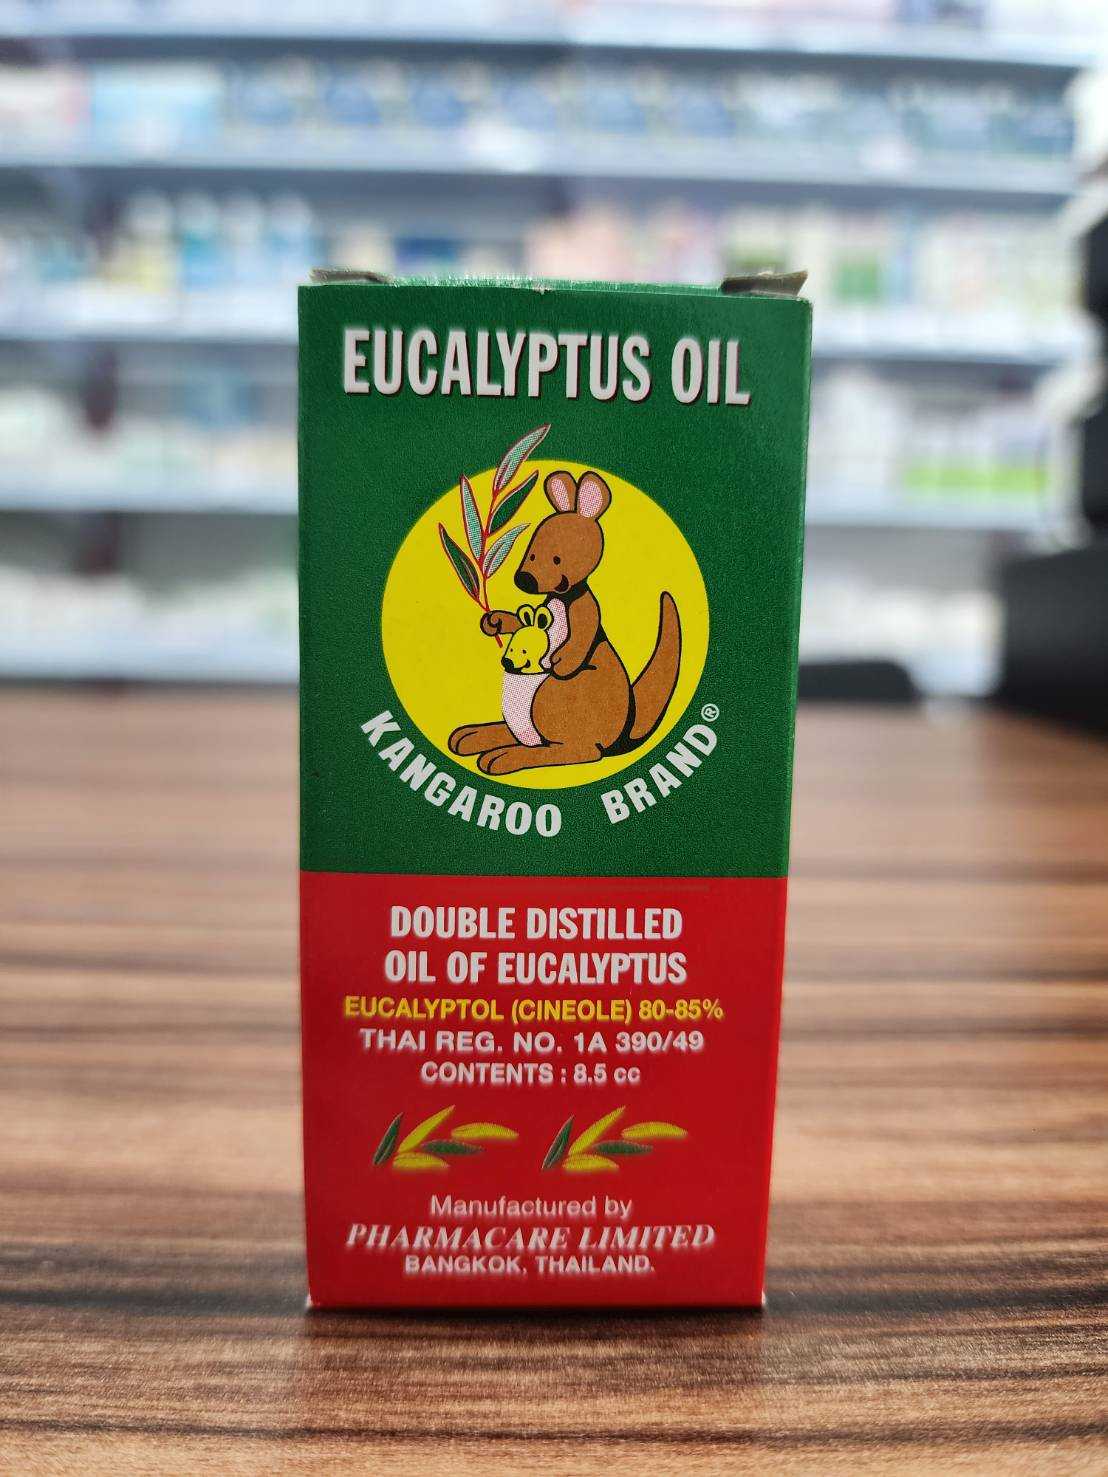 EUCALYPTUS OIL
KANGAROO BRAND®
DOUBLE DISTILLED
OIL OF EUCALYPTUS
EUCALYPTOL (CINEOLE) 80-85%
THAI REG. NO. 1A 390/49
CONTENTS : 8.5 cc
Manufactured by
PHARMACARE LIMITED
BANGKOK, THAILAND.